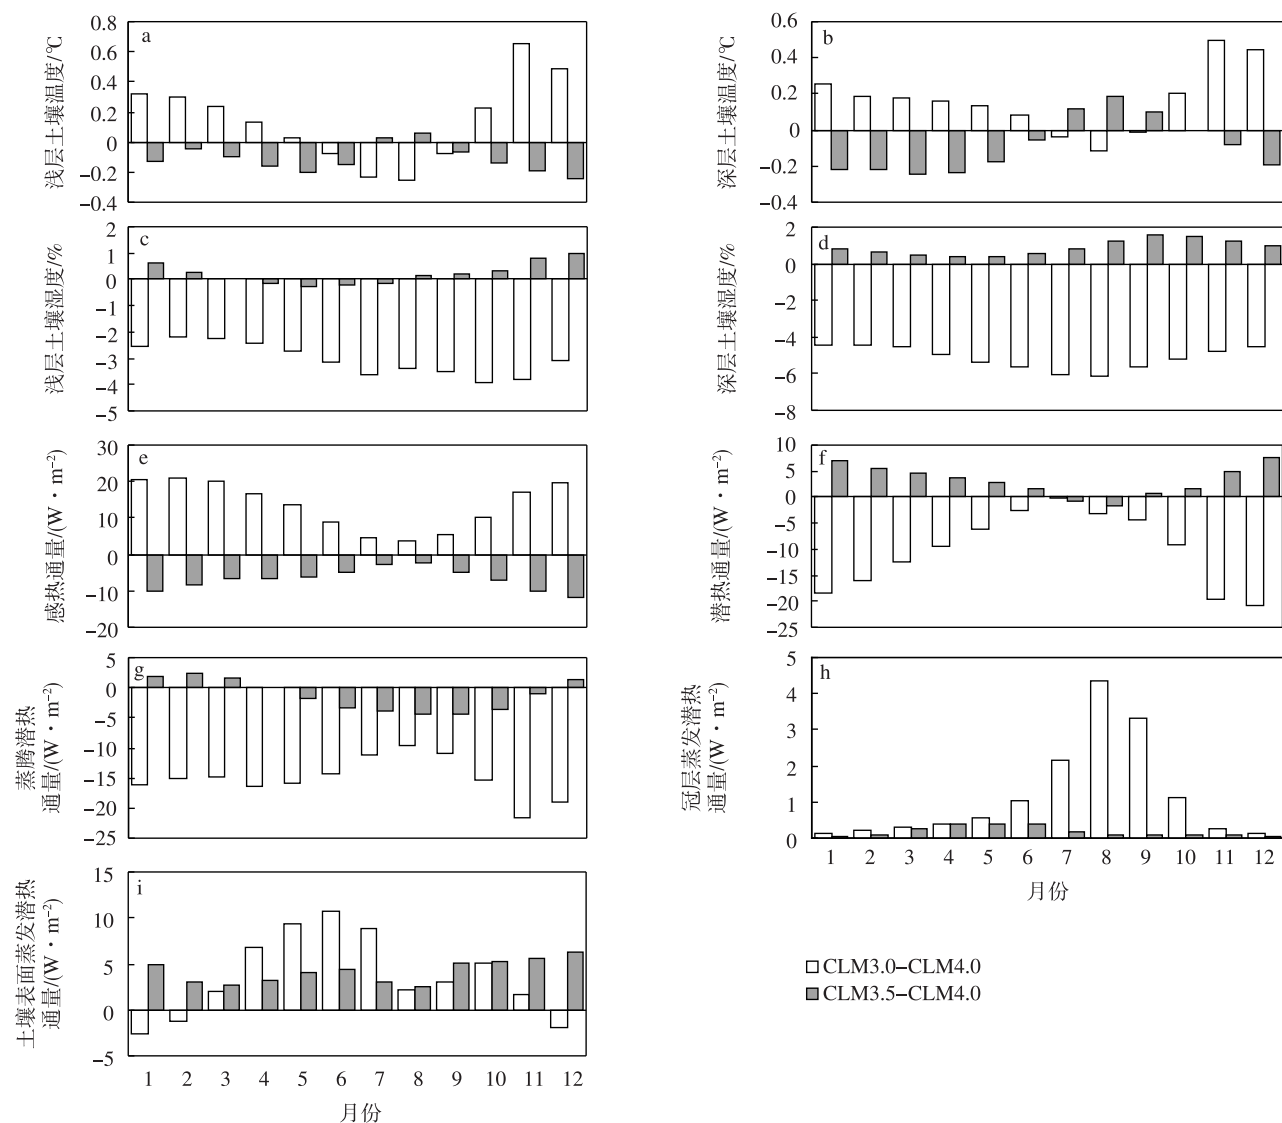 a
浅层土壤温度/℃
0.8
0.6
0.4
0.2
0
−0.2
−0.4
b
深层土壤温度/℃
0.6
0.4
0.2
0
−0.2
−0.4
c
浅层土壤湿度/%
2
1
0
−1
−2
−3
−4
−5
d
深层土壤湿度/%
2
0
−2
−4
−6
−8
e
感热通量/(W·m⁻²)
30
20
10
0
−10
−20
f
潜热通量/(W·m⁻²)
10
5
0
−5
−10
−15
−20
−25
g
蒸腾潜热
通量/(W·m⁻²)
5
0
−5
−10
−15
−20
−25
h
冠层蒸发潜热
通量/(W·m⁻²)
5
4
3
2
1
0
1 2 3 4 5 6 7 8 9 10 11 12
月份
i
土壤表面蒸发潜热
通量/(W·m⁻²)
15
10
5
0
−5
1 2 3 4 5 6 7 8 9 10 11 12
月份
CLM3.0−CLM4.0
CLM3.5−CLM4.0